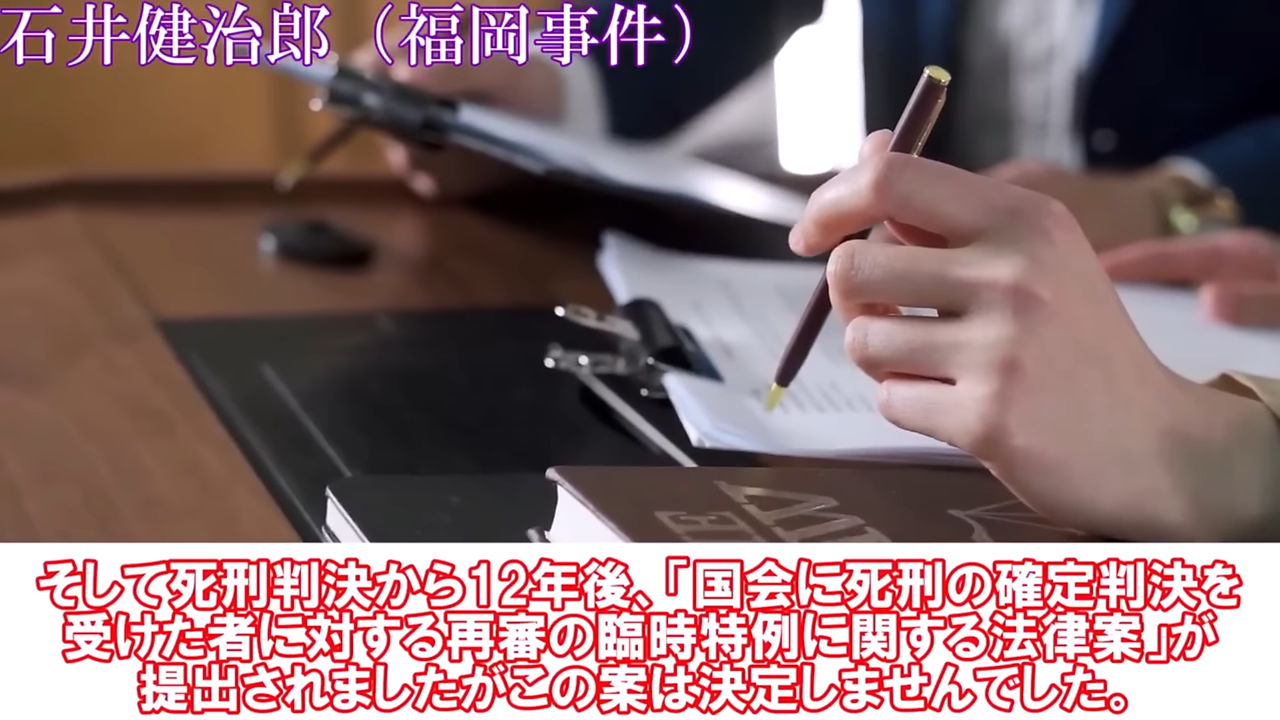 石井健治郎（福岡事件）
そして死刑判決から12年後、「国会に死刑の確定判決を
受けた者に対する再審の臨時特例に関する法律案」が
提出されましたがこの案は決定しませんでした。